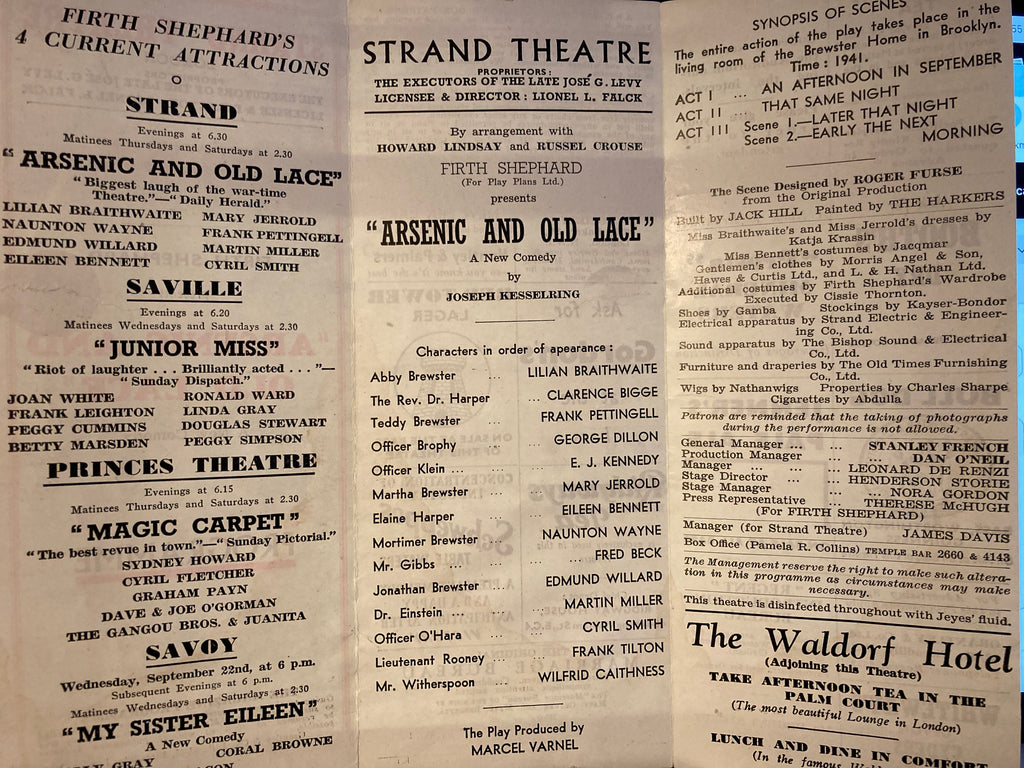 FIRTH SHEPHARD'S
4 CURRENT ATTRACTIONS
STRAND
Evenings at 6.30
Matinees Thursdays and Saturdays at 2.30
"ARSENIC AND OLD LACE"
"Biggest laugh of the war-time
Theatre."—"Daily Herald."
LILIAN BRAITHWAITE MARY JERROLD
NAUNTON WAYNE FRANK PETTINGELL
EDMUND WILLARD MARTIN MILLER
EILEEN BENNETT CYRIL SMITH
SAVILLE
Evenings at 6.20
Matinees Wednesdays and Saturdays at 2.30
"JUNIOR MISS"
"Riot of laughter . . . Brilliantly acted . . ."—
"Sunday Dispatch."
JOAN WHITE RONALD WARD
FRANK LEIGHTON LINDA GRAY
PEGGY CUMMINS DOUGLAS STEWART
BETTY MARSDEN PEGGY SIMPSON
PRINCES THEATRE
Evenings at 6.15
Matinees Thursdays and Saturdays at 2.30
"MAGIC CARPET"
"The best revue in town."—"Sunday Pictorial."
SYDNEY HOWARD
CYRIL FLETCHER
GRAHAM PAYN
DAVE & JOE O'GORMAN
THE GANGOU BROS. & JUANITA
SAVOY
Wednesday, September 22nd, at 6 p.m.
Subsequent Evenings at 6 p.m.
Matinees Wednesdays and Saturdays at 2:30
"MY SISTER EILEEN"
A New Comedy
GRAY CORAL BROWNE
STRAND THEATRE
PROPRIETORS:
THE EXECUTORS OF THE LATE JOSÉ G. LEVY
LICENSEE & DIRECTOR : LIONEL L. FALCK
By arrangement with
HOWARD LINDSAY and RUSSEL CROUSE
FIRTH SHEPHARD
(For Play Plans Ltd.)
presents
"ARSENIC AND OLD LACE"
A New Comedy
by
JOSEPH KESSELRING
Characters in order of apearance :
Abby Brewster ... LILIAN BRAITHWAITE
The Rev. Dr. Harper ... CLARENCE BIGGE
Teddy Brewster ... FRANK PETTINGELL
Officer Brophy ... GEORGE DILLON
Officer Klein ... ... E. J. KENNEDY
Martha Brewster ... MARY JERROLD
Elaine Harper ... EILEEN BENNETT
Mortimer Brewster ... NAUNTON WAYNE
Mr. Gibbs ... ... FRED BECK
Jonathan Brewster ... EDMUND WILLARD
Dr. Einstein ... ... MARTIN MILLER
Officer O'Hara ... CYRIL SMITH
Lieutenant Rooney ... FRANK TILTON
Mr. Witherspoon ... WILFRID CAITHNESS
The Play Produced by
MARCEL VARNEL
SYNOPSIS OF SCENES
The entire action of the play takes place in the
living room of the Brewster Home in Brooklyn.
Time : 1941.
ACT I ... AN AFTERNOON IN SEPTEMBER
ACT II ... THAT SAME NIGHT
ACT III Scene 1.—LATER THAT NIGHT
Scene 2.—EARLY THE NEXT
MORNING
The Scene Designed by ROGER FURSE
from the Original Production
Built by JACK HILL Painted by THE HARKERS
Miss Braithwaite's and Miss Jerrold's dresses by
Katja Krassin
Miss Bennett's costumes by Jacqmar
Gentlemen's clothes by Morris Angel & Son,
Hawes & Curtis Ltd., and L. & H. Nathan Ltd.
Additional costumes by Firth Shephard's Wardrobe
Executed by Cissie Thornton.
Shoes by Gamba Stockings by Kayser-Bondor
Electrical apparatus by Strand Electric & Engineer-
ing Co., Ltd.
Sound apparatus by The Bishop Sound & Electrical
Co., Ltd.
Furniture and draperies by The Old Times Furnishing
Co., Ltd.
Wigs by Nathanwigs Properties by Charles Sharpe
Cigarettes by Abdulla
Patrons are reminded that the taking of photographs
during the performance is not allowed.
General Manager ... ... STANLEY FRENCH
Production Manager ... ... DAN O'NEIL
Manager ... ... ... LEONARD DE RENZI
Stage Director ... ... HENDERSON STORIE
Stage Manager ... ... NORA GORDON
Press Representative ... THERESE McHUGH
(For FIRTH SHEPHARD)
Manager (for Strand Theatre) JAMES DAVIS
Box Office (Pamela R. Collins) TEMPLE BAR 2660 & 4143
The Management reserve the right to make such altera-
tion in this programme as circumstances may make
necessary.
This theatre is disinfected throughout with Jeyes' fluid.
The Waldorf Hotel
(Adjoining this Theatre)
TAKE AFTERNOON TEA IN THE
PALM COURT
(The most beautiful Lounge in London)
LUNCH AND DINE IN COMFORT
(In the famous